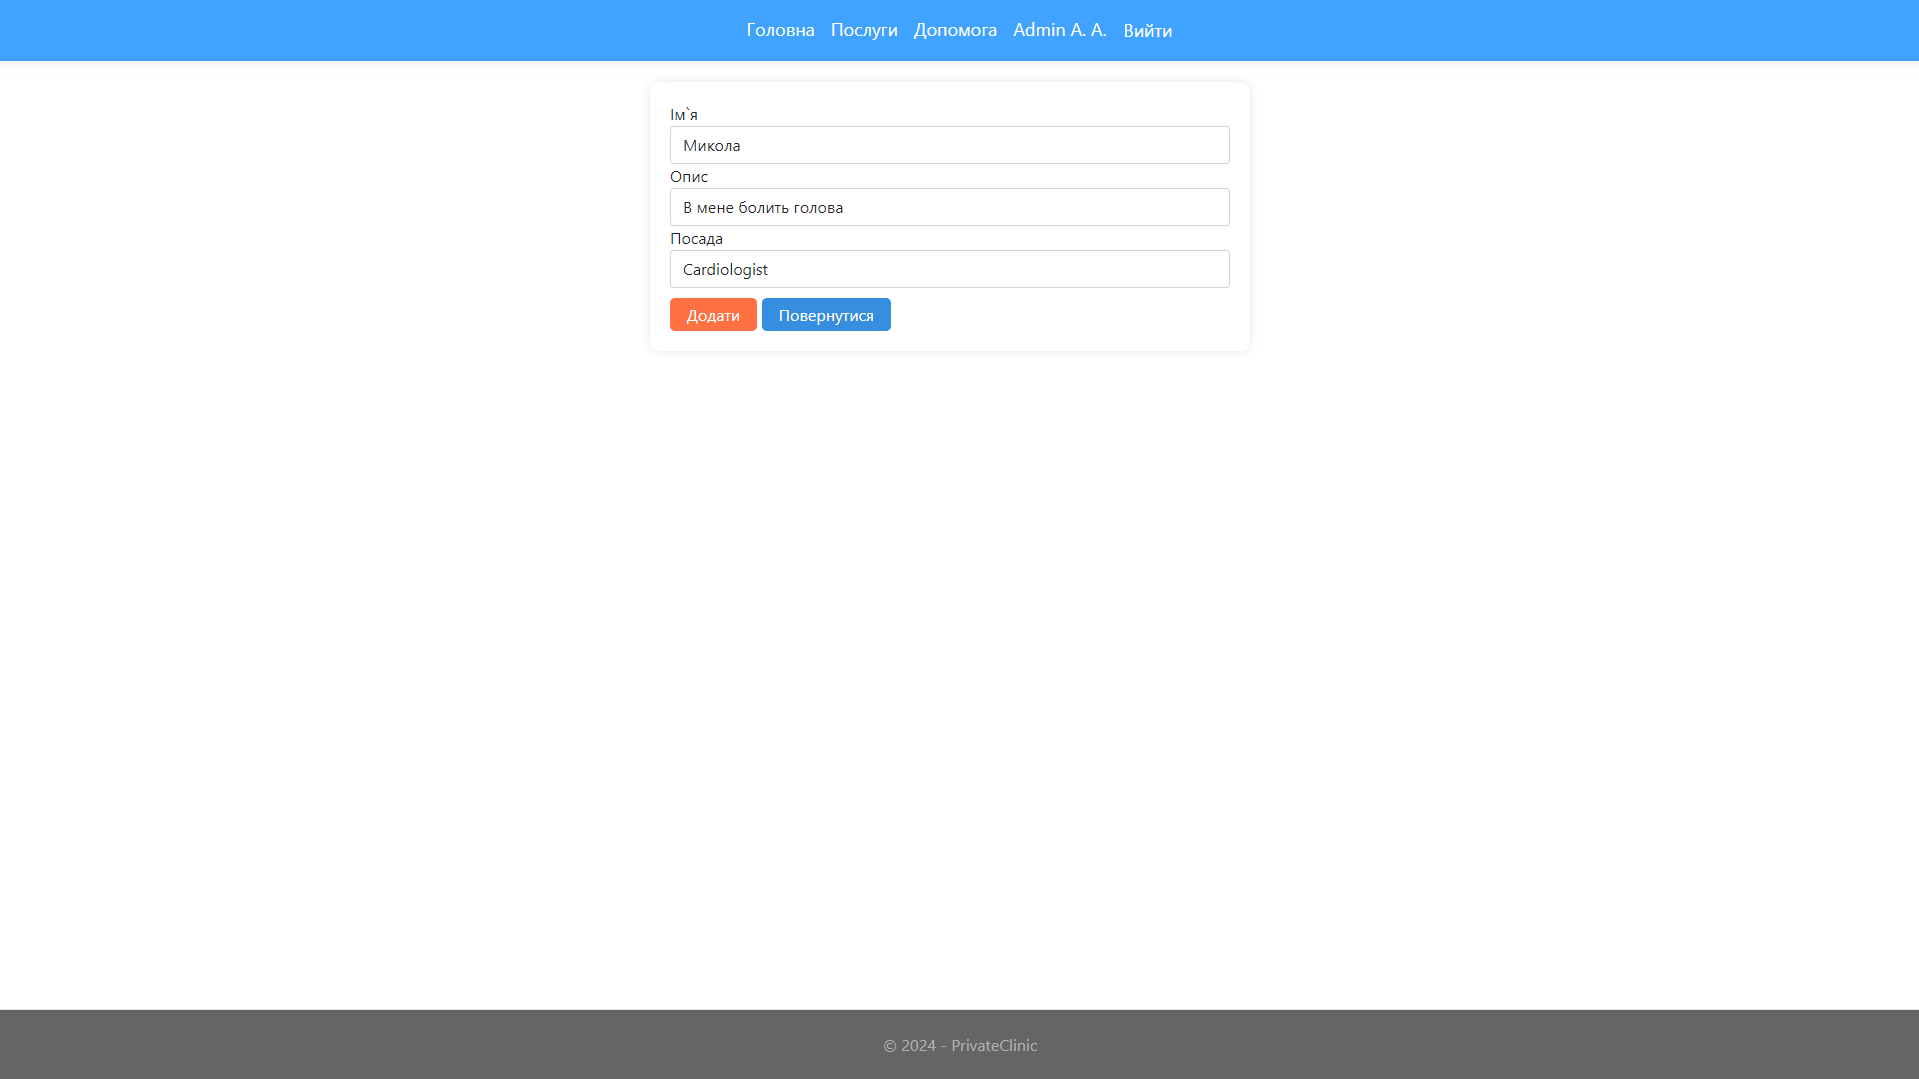 Головна Послуги Допомога Admin A. A. Вийти
Ім`я
Микола
Опис
В мене болить голова
Посада
Cardiologist
Додати Повернутися
© 2024 - PrivateClinic